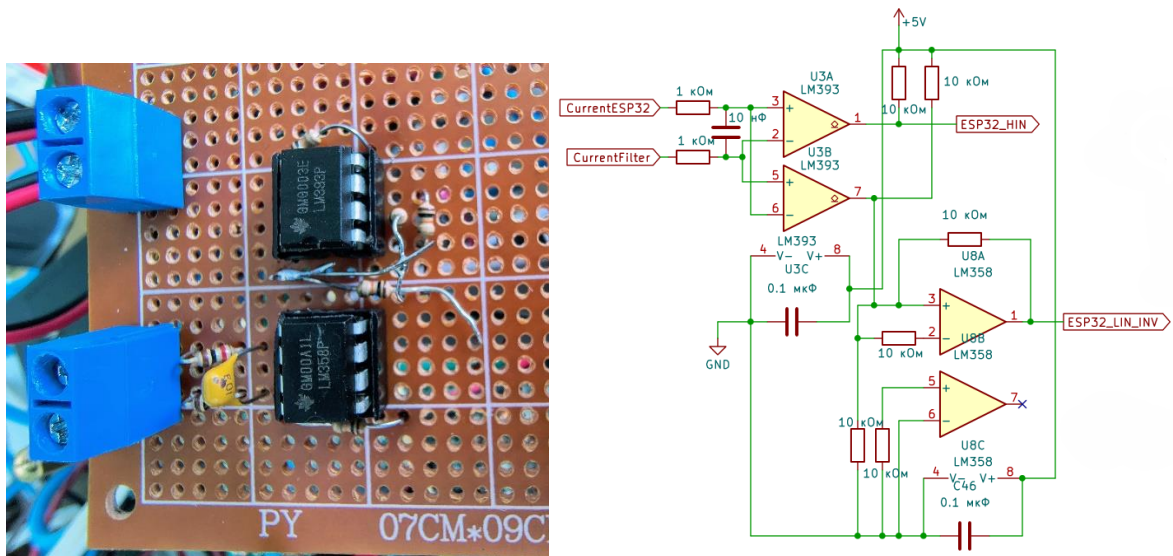 GM0003E
LM393P
GM00A1L
LM358P
PY
07CM*09C
+5V
U3A
LM393
1 кОм
10 кОм
10 кОм
CurrentESP32
3
+
10 нФ
1
ESP32_HIN
2
−
1 кОм
U3B
LM393
CurrentFilter
5
+
7
6
−
10 кОм
LM393
4
V- V+
8
U3C
U8A
LM358
0.1 мкФ
3
+
1
ESP32_LIN_INV
2
−
U8B
10 кОм
LM358
GND
5
+
7
6
−
10 кОм
U8C
10 кОм
LM358
4
V- V+
8
C46
0.1 мкФ